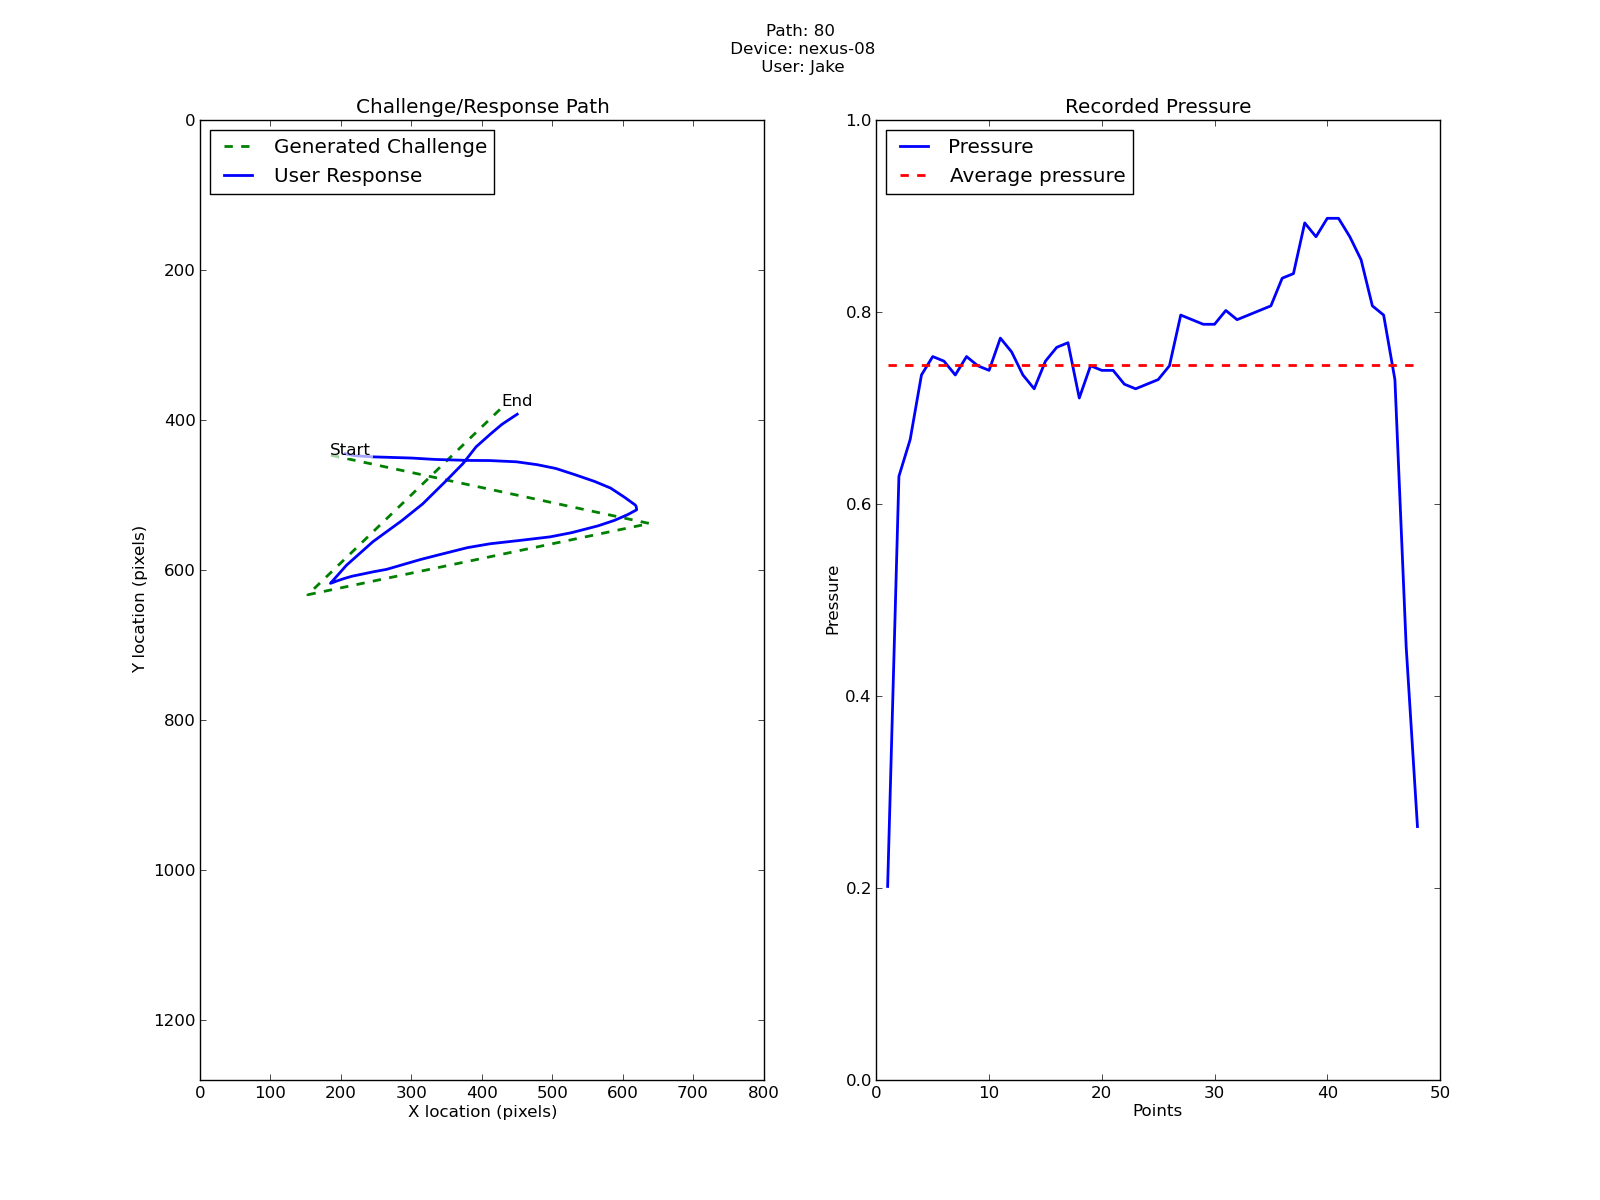 Path: 80
Device: nexus-08
User: Jake
Challenge/Response Path
Generated Challenge
User Response
0
200
400
600
800
1000
1200
Y location (pixels)
Start
End
0 100 200 300 400 500 600 700 800
X location (pixels)
Recorded Pressure
Pressure
Average pressure
1.0
0.8
0.6
0.4
0.2
0.0
Pressure
0 10 20 30 40 50
Points